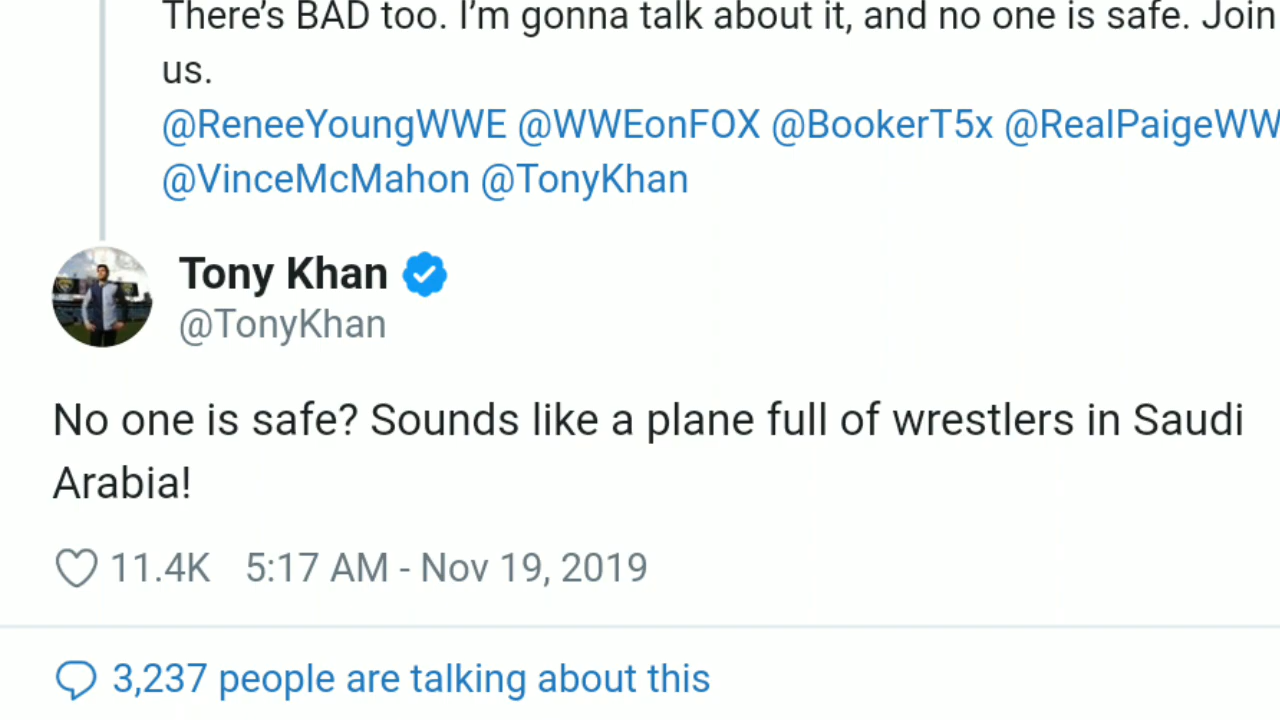 There's BAD too. I'm gonna talk about it, and no one is safe. Join
us.
@ReneeYoungWWE @WWEonFOX @BookerT5x @RealPaigeWW
@VinceMcMahon @TonyKhan
Tony Khan
@TonyKhan
No one is safe? Sounds like a plane full of wrestlers in Saudi
Arabia!
11.4K 5:17 AM - Nov 19, 2019
3,237 people are talking about this